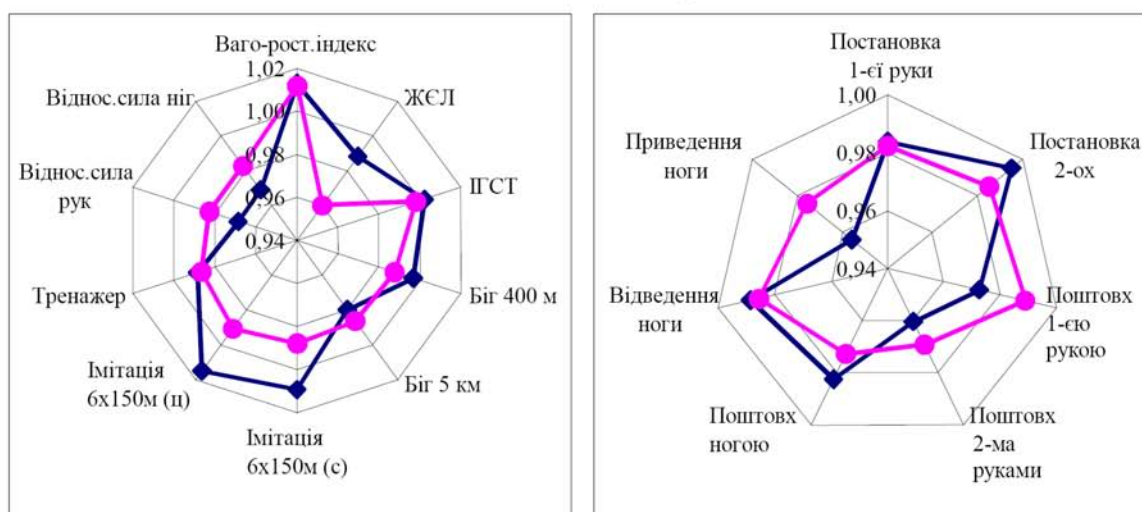 Ваго-рост.індекс
1,02
1,00
0,98
0,96
0,94
ЖЄЛ
ІГСТ
Біг 400 м
Біг 5 км
Імітація
6х150м (с)
Імітація
6х150м (ц)
Тренажер
Віднос.сила
рук
Віднос.сила ніг
Постановка
1-єї руки
1,00
0,98
0,96
0,94
Постановка
2-ох
Поштовх
1-єю
рукою
Поштовх
2-ма
руками
Поштовх
ногою
Відведення
ноги
Приведення
ноги